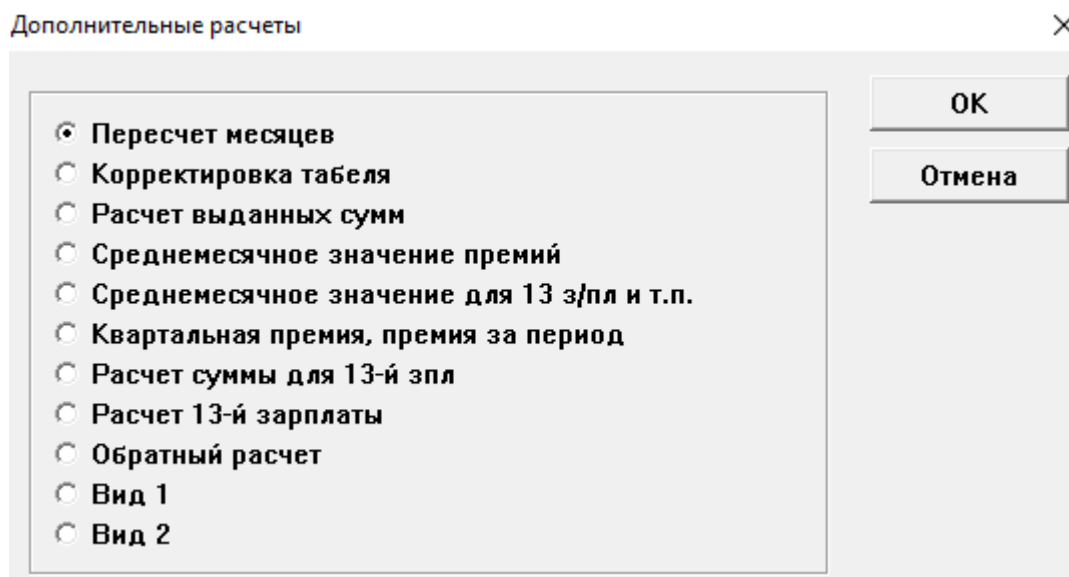 Дополнительные расчеты
OK
Пересчет месяцев
Корректировка табеля
Отмена
Расчет выданных сумм
Среднемесячное значение премий
Среднемесячное значение для 13 з/пл и т.п.
Квартальная премия, премия за период
Расчет суммы для 13-й зпл
Расчет 13-й зарплаты
Обратный расчет
Вид 1
Вид 2